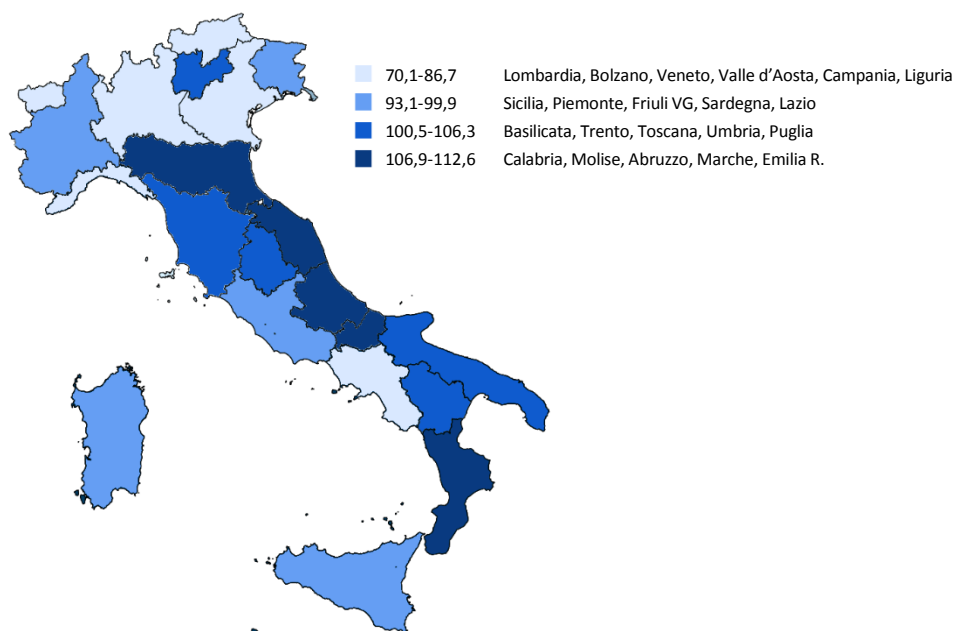 70,1-86,7 Lombardia, Bolzano, Veneto, Valle d'Aosta, Campania, Liguria
93,1-99,9 Sicilia, Piemonte, Friuli VG, Sardegna, Lazio
100,5-106,3 Basilicata, Trento, Toscana, Umbria, Puglia
106,9-112,6 Calabria, Molise, Abruzzo, Marche, Emilia R.